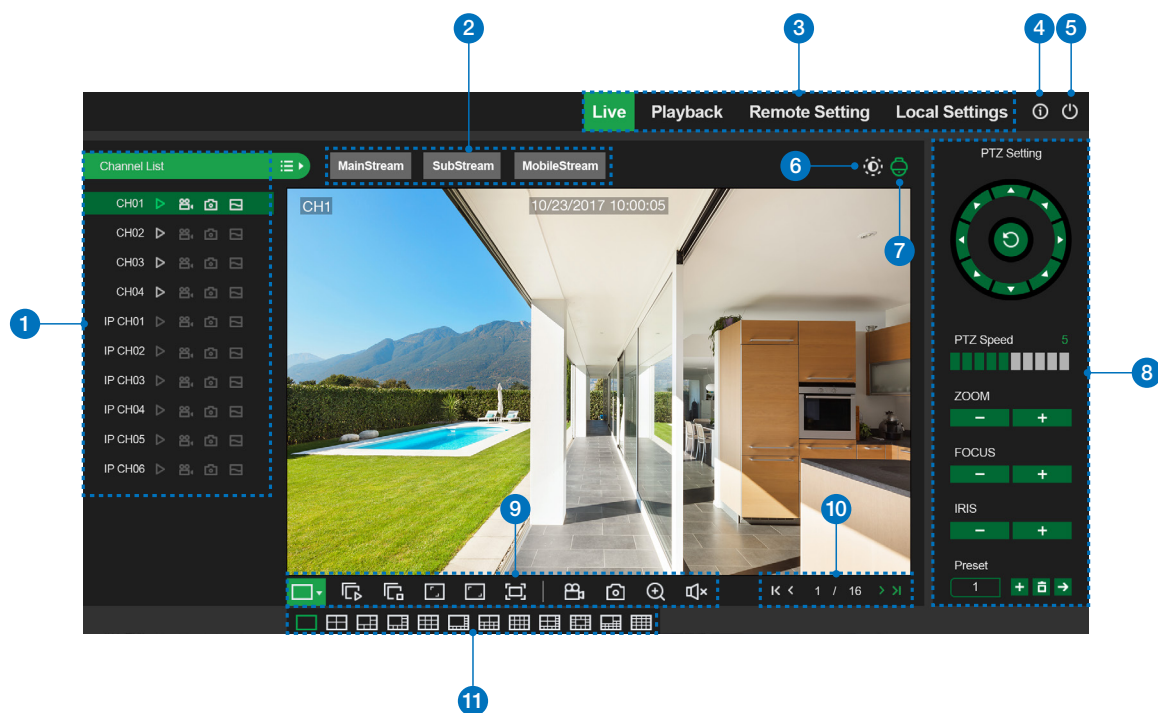 2
3
4
5
Live Playback Remote Setting Local Settings
Channel List
MainStream SubStream MobileStream
6
PTZ Setting
CH01
CH1
10/23/2017 10:00:05
7
CH02
CH03
CH04
1
IP CH01
IP CH02
IP CH03
IP CH04
IP CH05
IP CH06
PTZ Speed 5
8
ZOOM
− +
FOCUS
− +
IRIS
− +
9
10
Preset
1 +
1 / 16
11